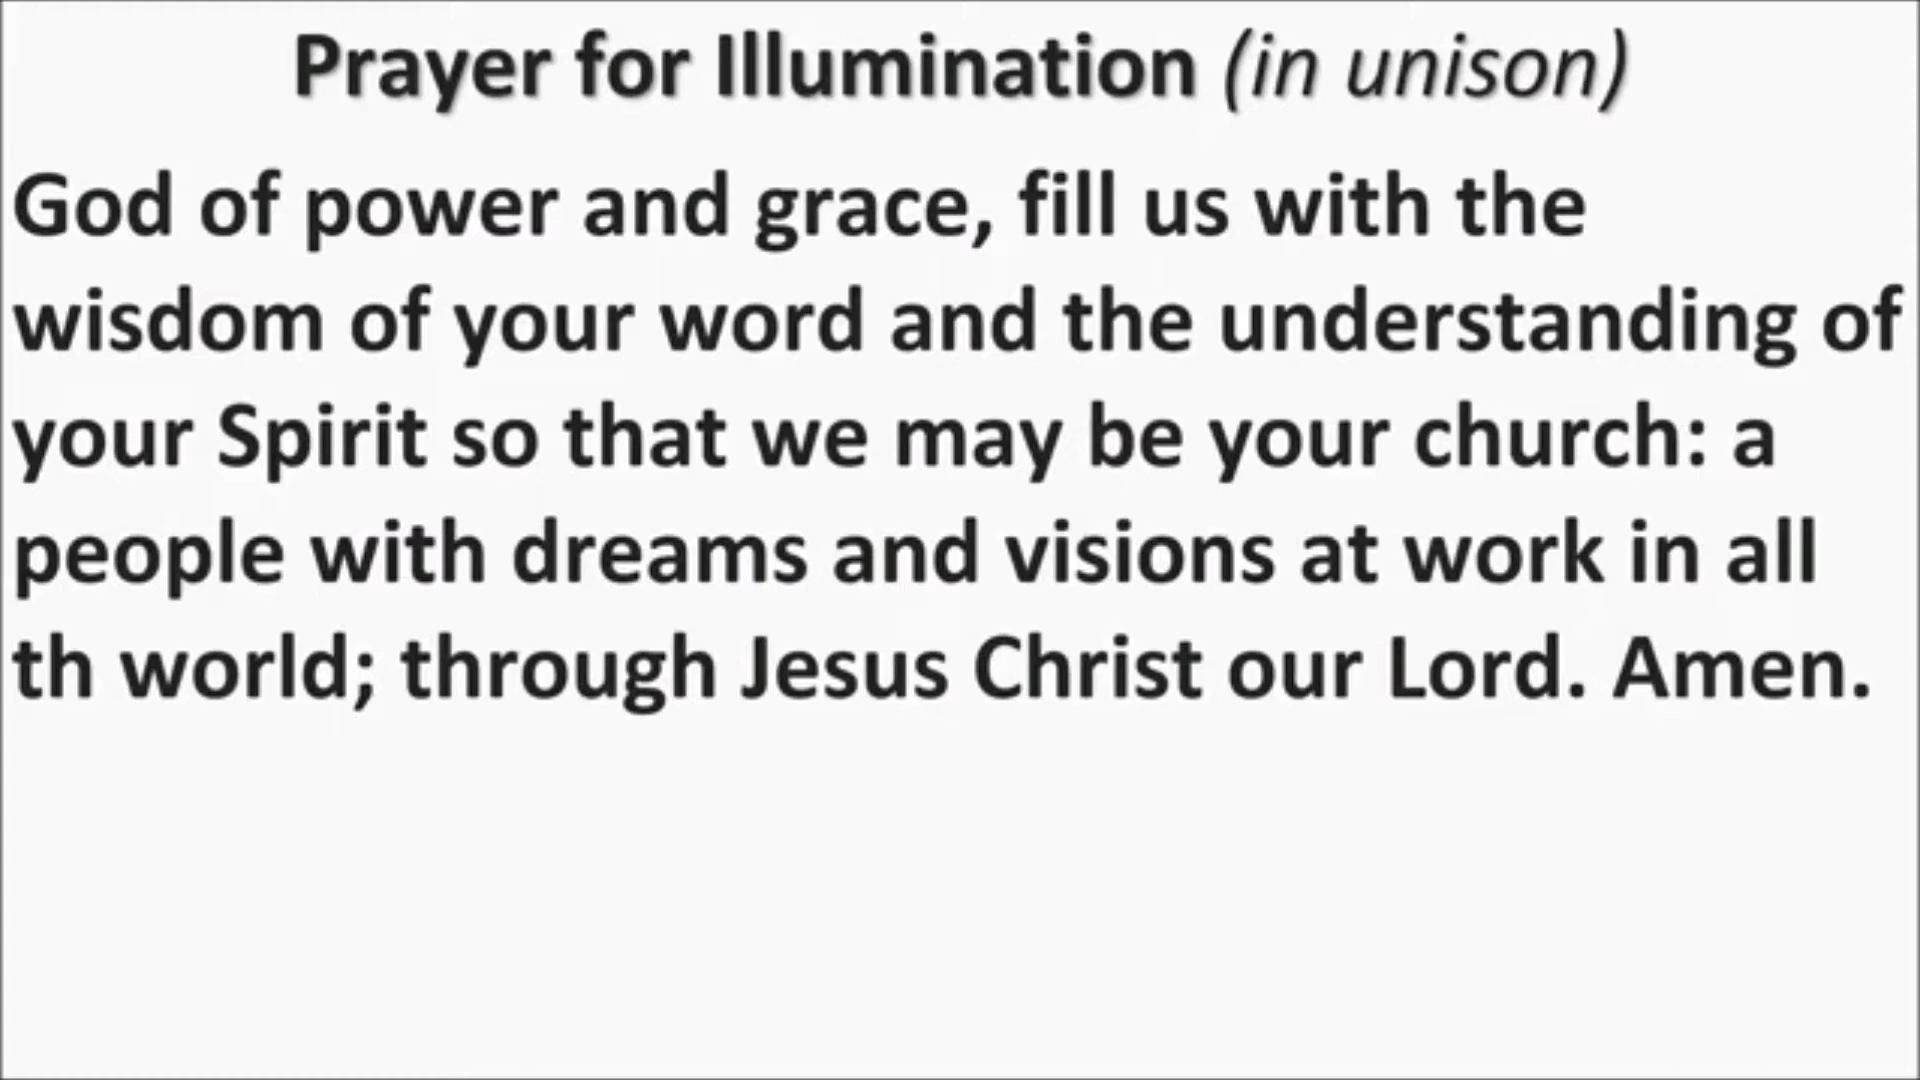 Prayer for Illumination (in unison)
God of power and grace, fill us with the
wisdom of your word and the understanding of
your Spirit so that we may be your church: a
people with dreams and visions at work in all
th world; through Jesus Christ our Lord. Amen.